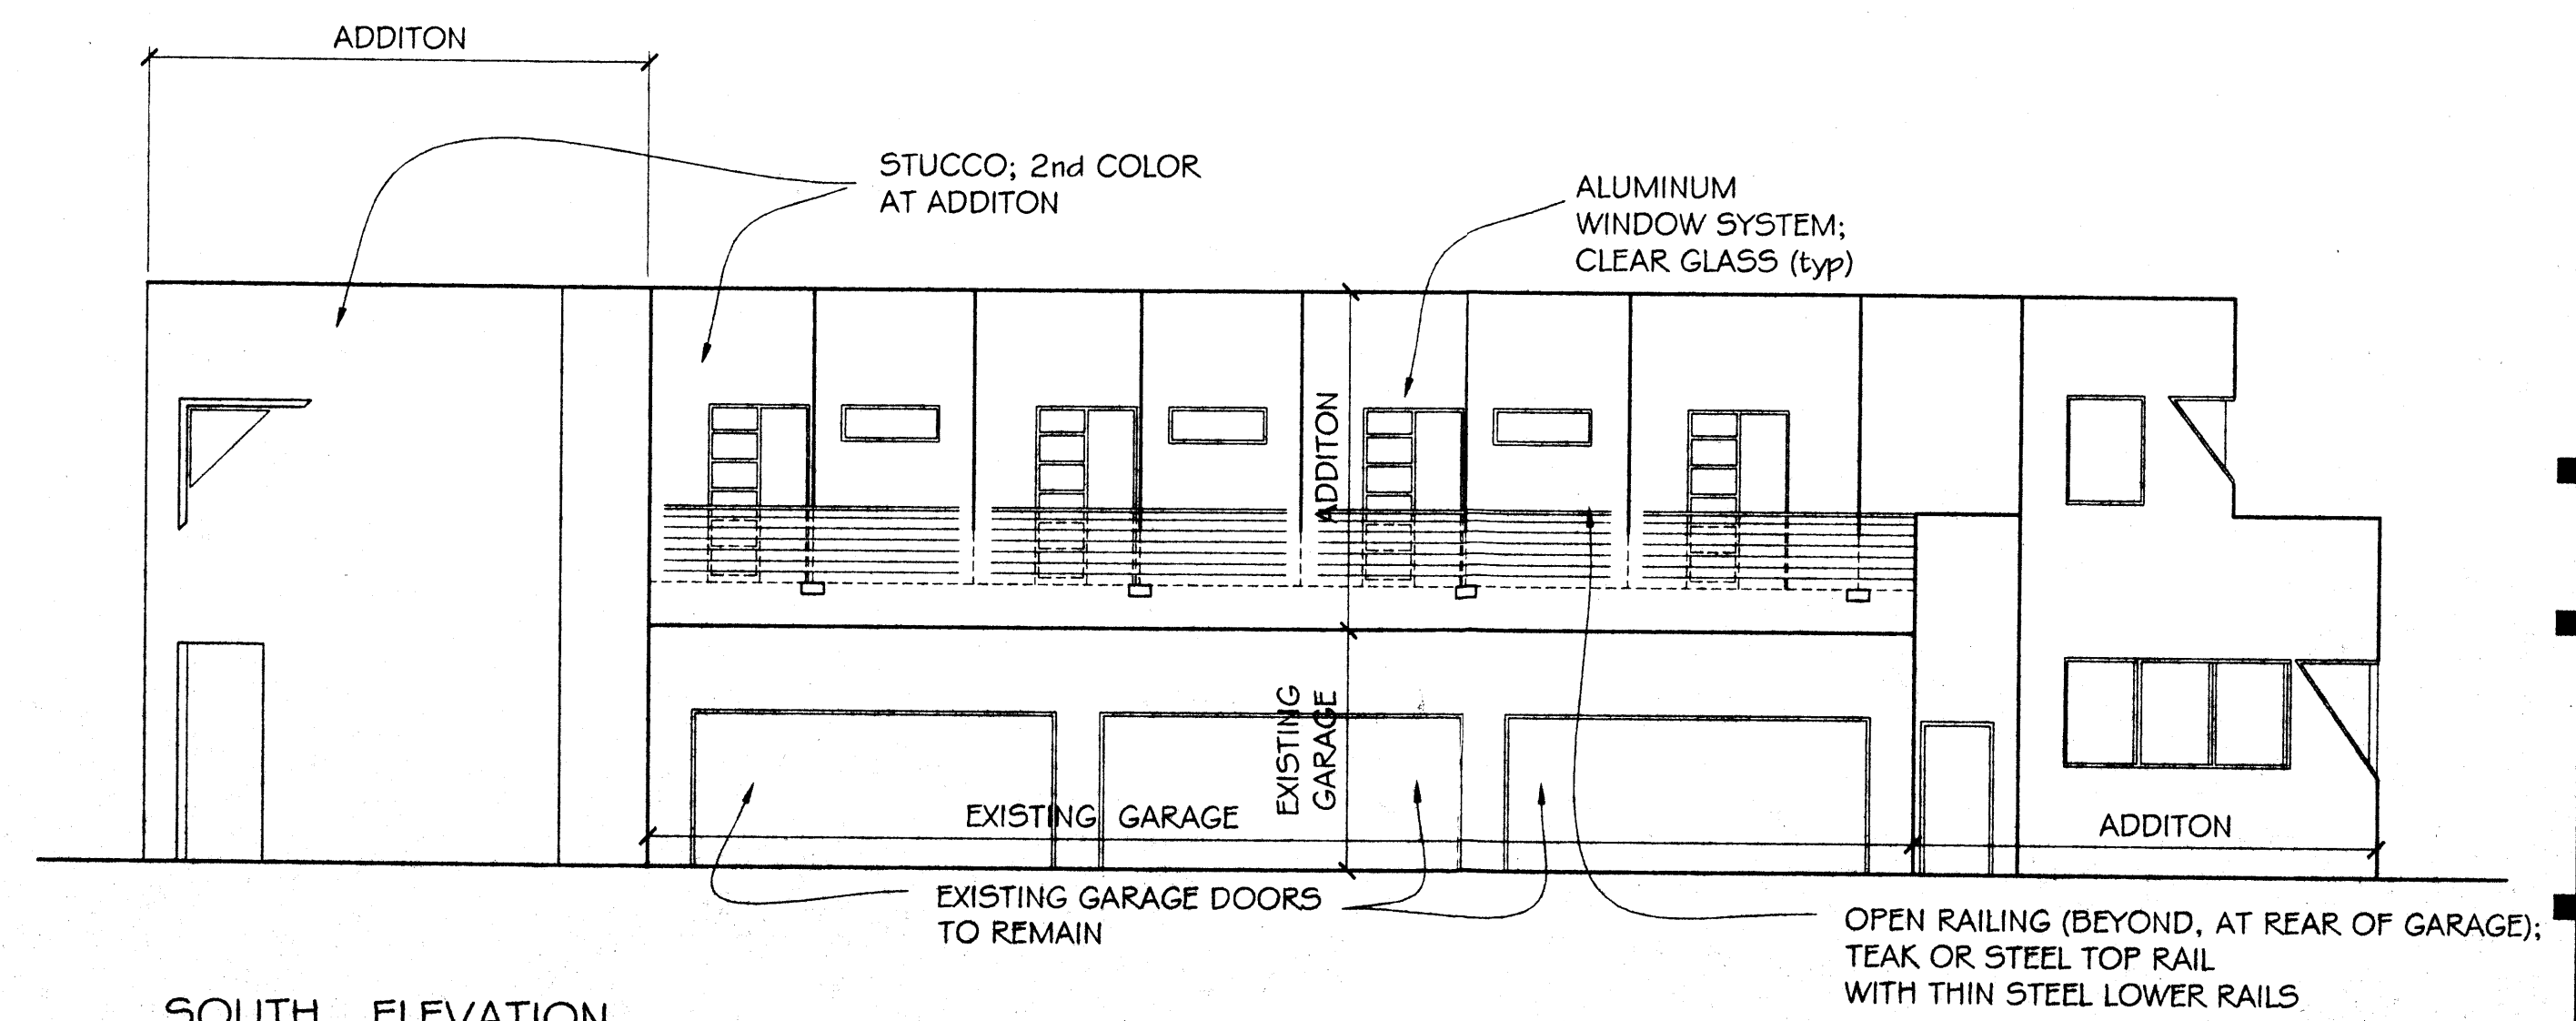 ADDITON
STUCCO; 2nd COLOR
AT ADDITON
ALUMINUM
WINDOW SYSTEM;
CLEAR GLASS (typ)
ADDITON
EXISTING
GARAGE
EXISTING GARAGE
ADDITON
EXISTING GARAGE DOORS
TO REMAIN
OPEN RAILING (BEYOND, AT REAR OF GARAGE);
TEAK OR STEEL TOP RAIL
WITH THIN STEEL LOWER RAILS
SOUTH ELEVATION